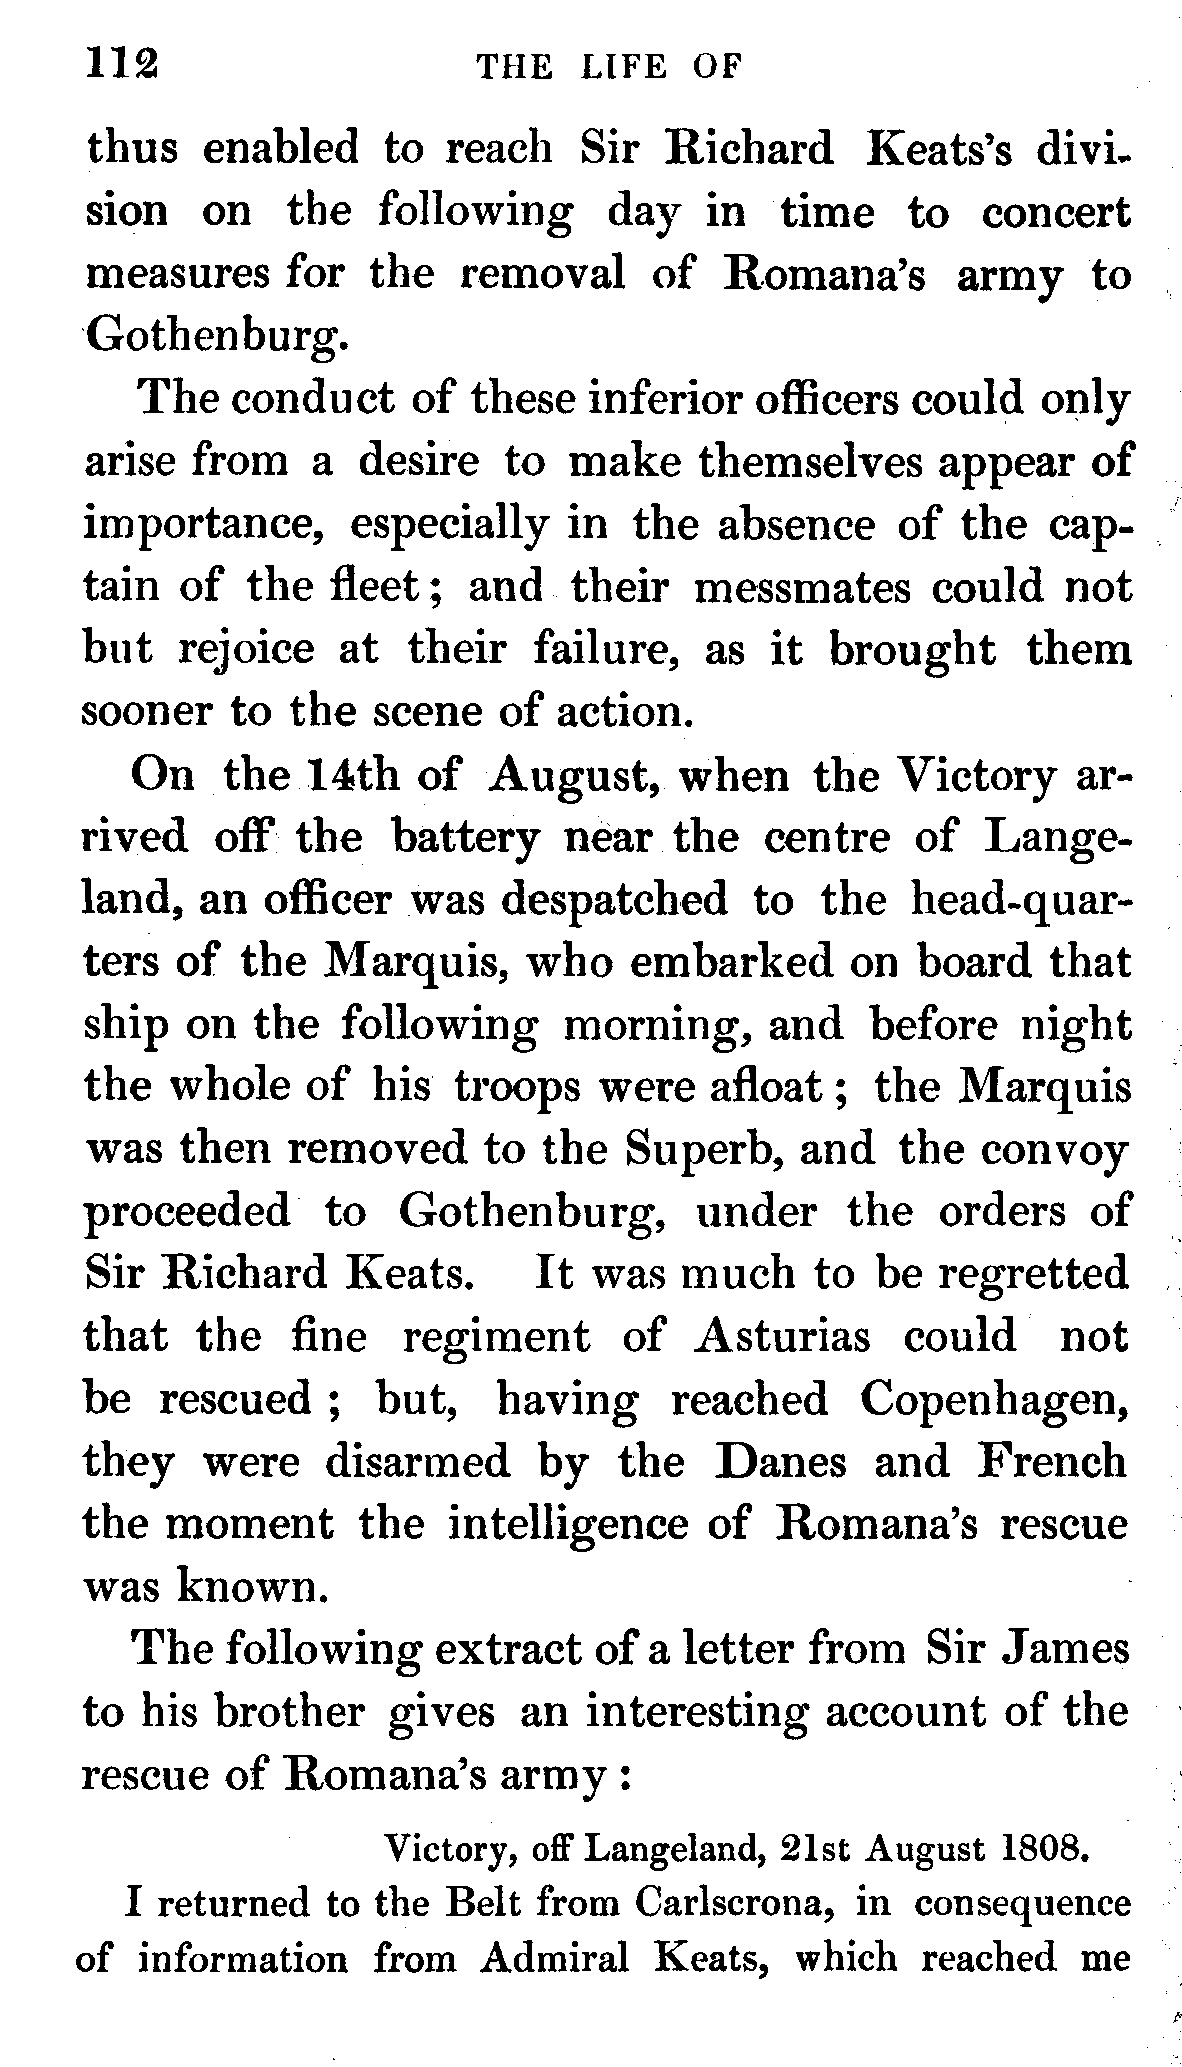 112 THE LIFE OF
thus enabled to reach Sir Richard Keats's divi-
sion on the following day in time to concert
measures for the removal of Romana's army to
Gothenburg.
The conduct of these inferior officers could only
arise from a desire to make themselves appear of
importance, especially in the absence of the cap-
tain of the fleet; and their messmates could not
but rejoice at their failure, as it brought them
sooner to the scene of action.
On the 14th of August, when the Victory ar-
rived off the battery near the centre of Lange-
land, an officer was despatched to the head-quar-
ters of the Marquis, who embarked on board that
ship on the following morning, and before night
the whole of his troops were afloat; the Marquis
was then removed to the Superb, and the convoy
proceeded to Gothenburg, under the orders of
Sir Richard Keats. It was much to be regretted
that the fine regiment of Asturias could not
be rescued; but, having reached Copenhagen,
they were disarmed by the Danes and French
the moment the intelligence of Romana's rescue
was known.
The following extract of a letter from Sir James
to his brother gives an interesting account of the
rescue of Romana's army:
Victory, off Langeland, 21st August 1808.
I returned to the Belt from Carlscrona, in consequence
of information from Admiral Keats, which reached me